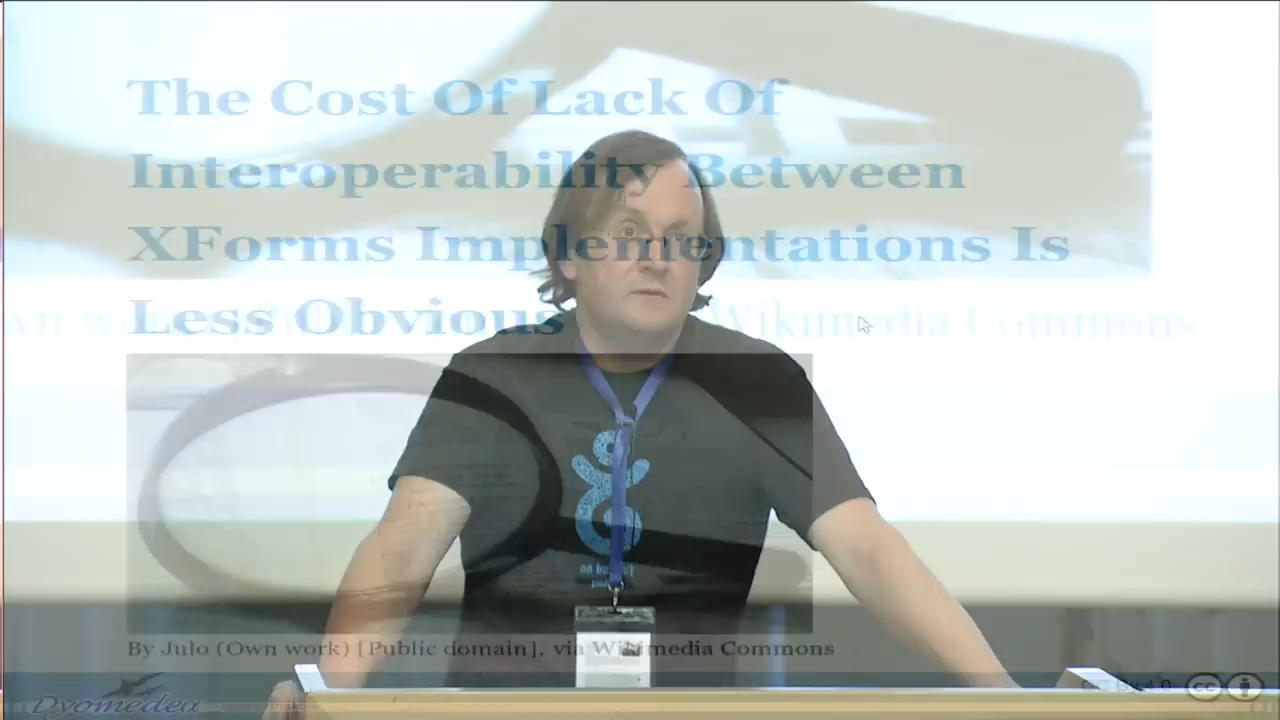 The Cost Of Lack Of
Interoperability Between
XForms Implementations Is
Less Obvious
Wikimedia Commons
By Julo (Own work) [Public domain], via Wikimedia Commons
Dyomedea
cc